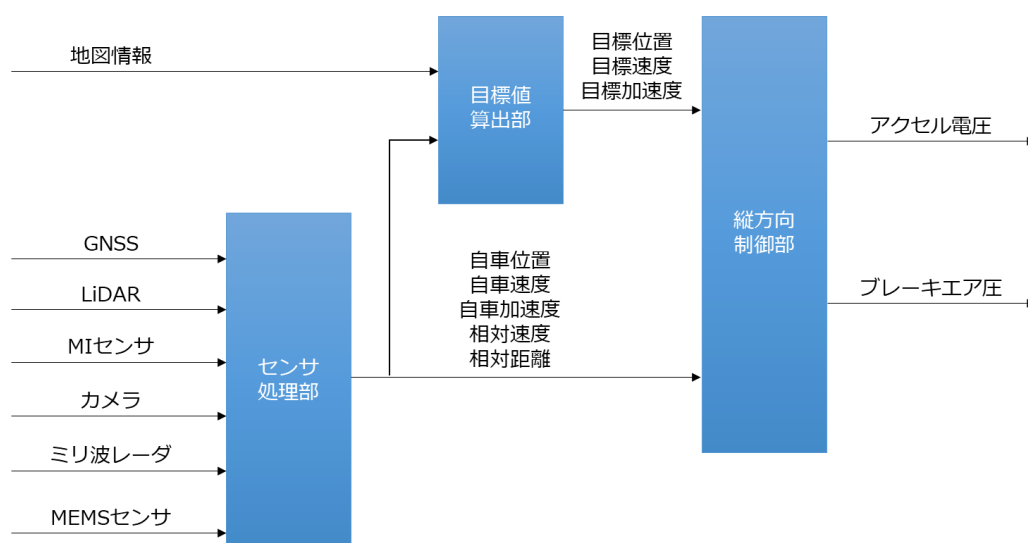 地図情報
目標値
算出部
目標位置
目標速度
目標加速度
縦方向
制御部
アクセル電圧
ブレーキエア圧
GNSS
LiDAR
MIセンサ
カメラ
ミリ波レーダ
MEMSセンサ
センサ
処理部
自車位置
自車速度
自車加速度
相対速度
相対距離